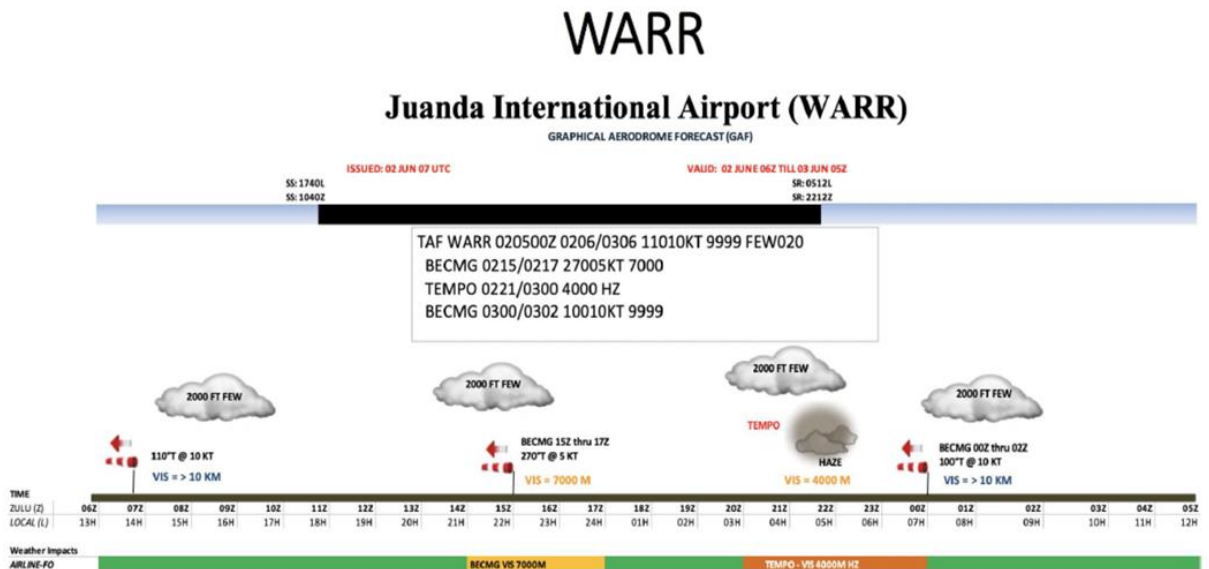 WARR
Juanda International Airport (WARR)
GRAPHICAL AERODROME FORECAST (GAF)
ISSUED: 02 JUN 07 UTC
VALID: 02 JUNE 06Z TILL 03 JUN 05Z
SS: 1740L
SS: 1040Z
SR: 0512L
SR: 2212Z
TAF WARR 020500Z 0206/0306 11010KT 9999 FEW020
BECMG 0215/0217 27005KT 7000
TEMPO 0221/0300 4000 HZ
BECMG 0300/0302 10010KT 9999
2000 FT FEW
110°T @ 10 KT
VIS = > 10 KM
2000 FT FEW
BECMG 15Z thru 17Z
270°T @ 5 KT
VIS = 7000 M
2000 FT FEW
TEMPO
HAZE
VIS = 4000 M
2000 FT FEW
BECMG 00Z thru 02Z
100°T @ 10 KT
VIS = > 10 KM
TIME
ZULU (Z) 06Z 07Z 08Z 09Z 10Z 11Z 12Z 13Z 14Z 15Z 16Z 17Z 18Z 19Z 20Z 21Z 22Z 23Z 00Z 01Z 02Z 03Z 04Z 05Z
LOCAL (L) 13H 14H 15H 16H 17H 18H 19H 20H 21H 22H 23H 24H 01H 02H 03H 04H 05H 06H 07H 08H 09H 10H 11H 12H
Weather Impacts
AIRLINE-FO BECMG VIS 7000M TEMPO - VIS 4000M HZ